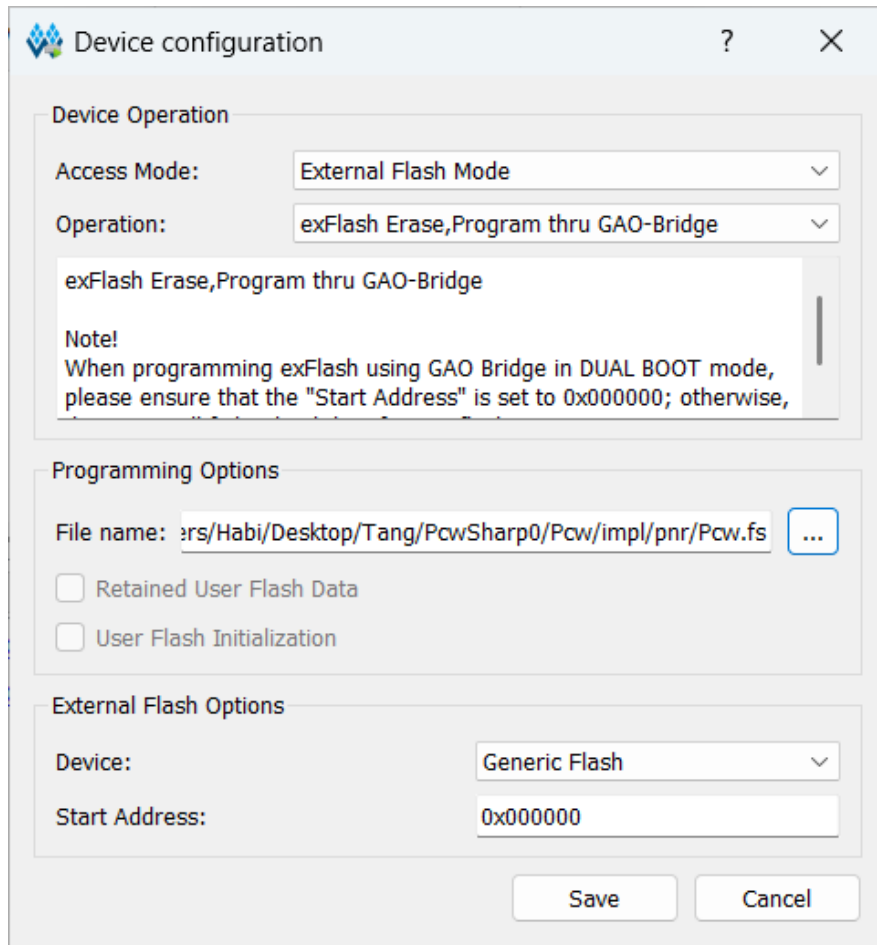 Device configuration ?
Device Operation
Access Mode: External Flash Mode
Operation: exFlash Erase,Program thru GAO-Bridge
exFlash Erase,Program thru GAO-Bridge
Note!
When programming exFlash using GAO Bridge in DUAL BOOT mode,
please ensure that the "Start Address" is set to 0x000000; otherwise,
Programming Options
File name: ers/Habi/Desktop/Tang/PcwSharp0/Pcw/impl/pnr/Pcw.fs ...
Retained User Flash Data
User Flash Initialization
External Flash Options
Device: Generic Flash
Start Address: 0x000000
Save Cancel